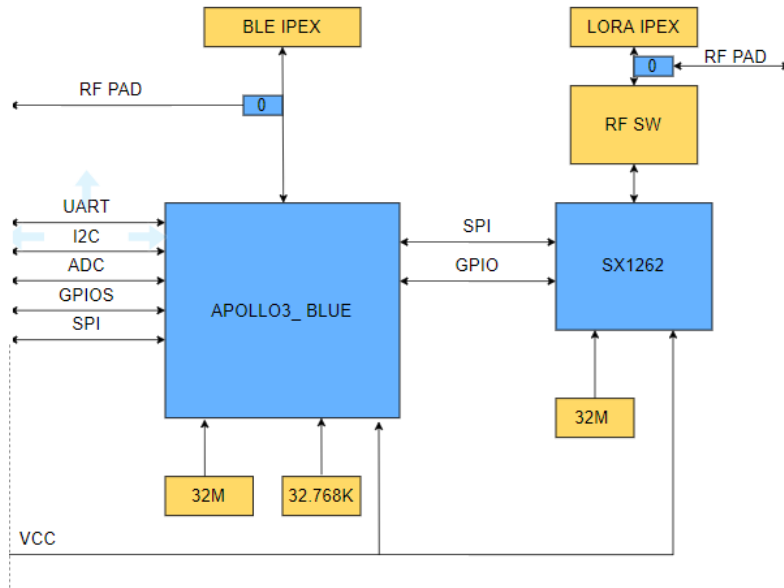 BLE IPEX
LORA IPEX
RF PAD
0
0
RF PAD
RF SW
UART
I2C
ADC
GPIOS
SPI
APOLLO3_ BLUE
SPI
GPIO
SX1262
32M
32.768K
32M
VCC